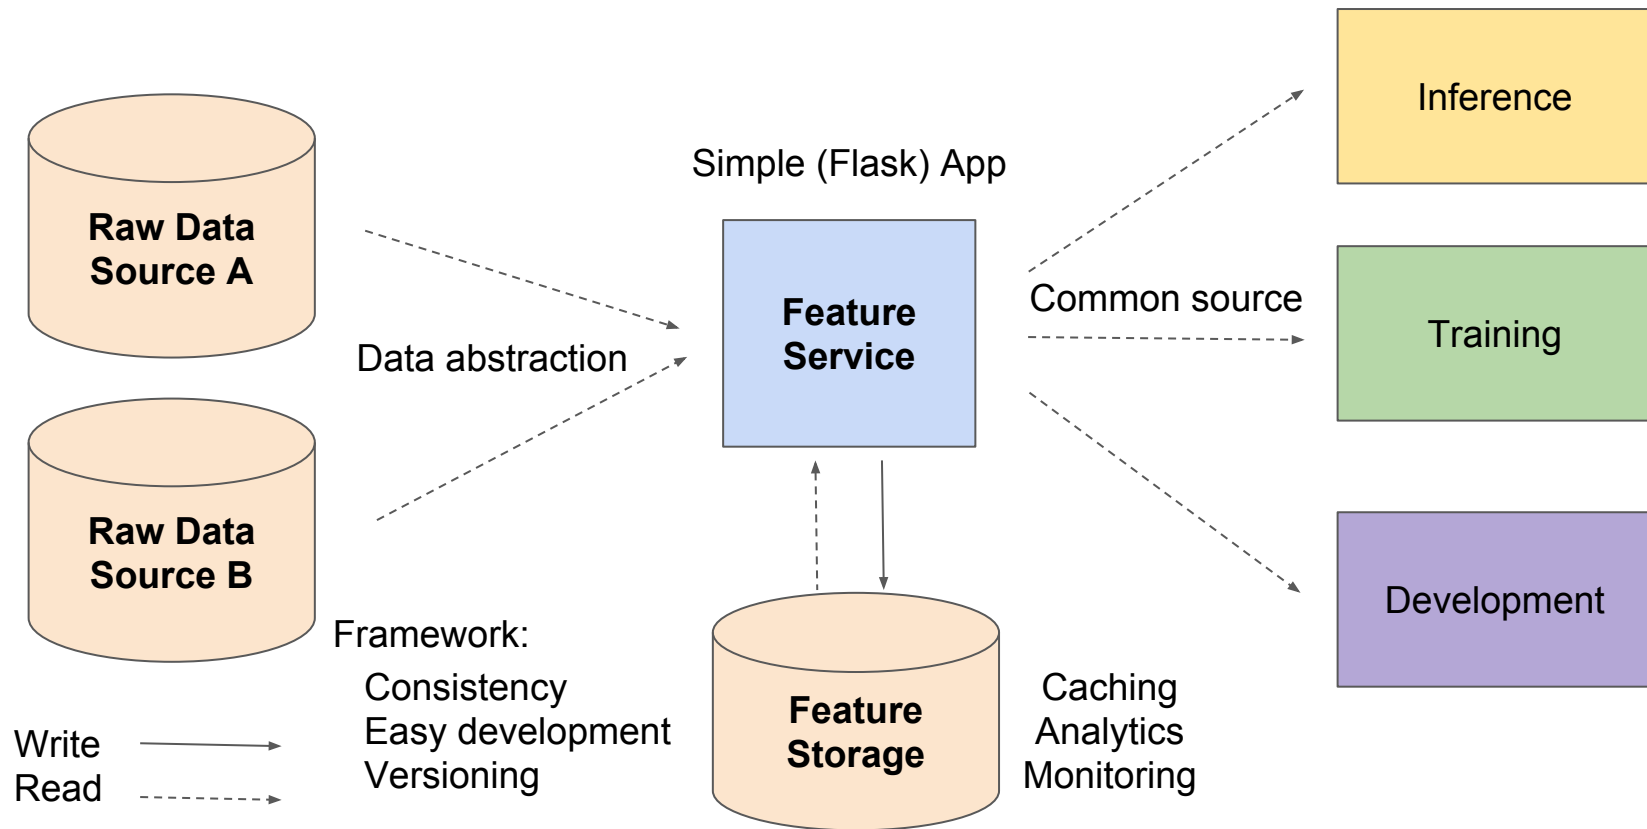 Raw Data
Source A
Raw Data
Source B
Data abstraction
Simple (Flask) App
Feature
Service
Common source
Inference
Training
Development
Framework:
Consistency
Easy development
Versioning
Feature
Storage
Caching
Analytics
Monitoring
Write
Read